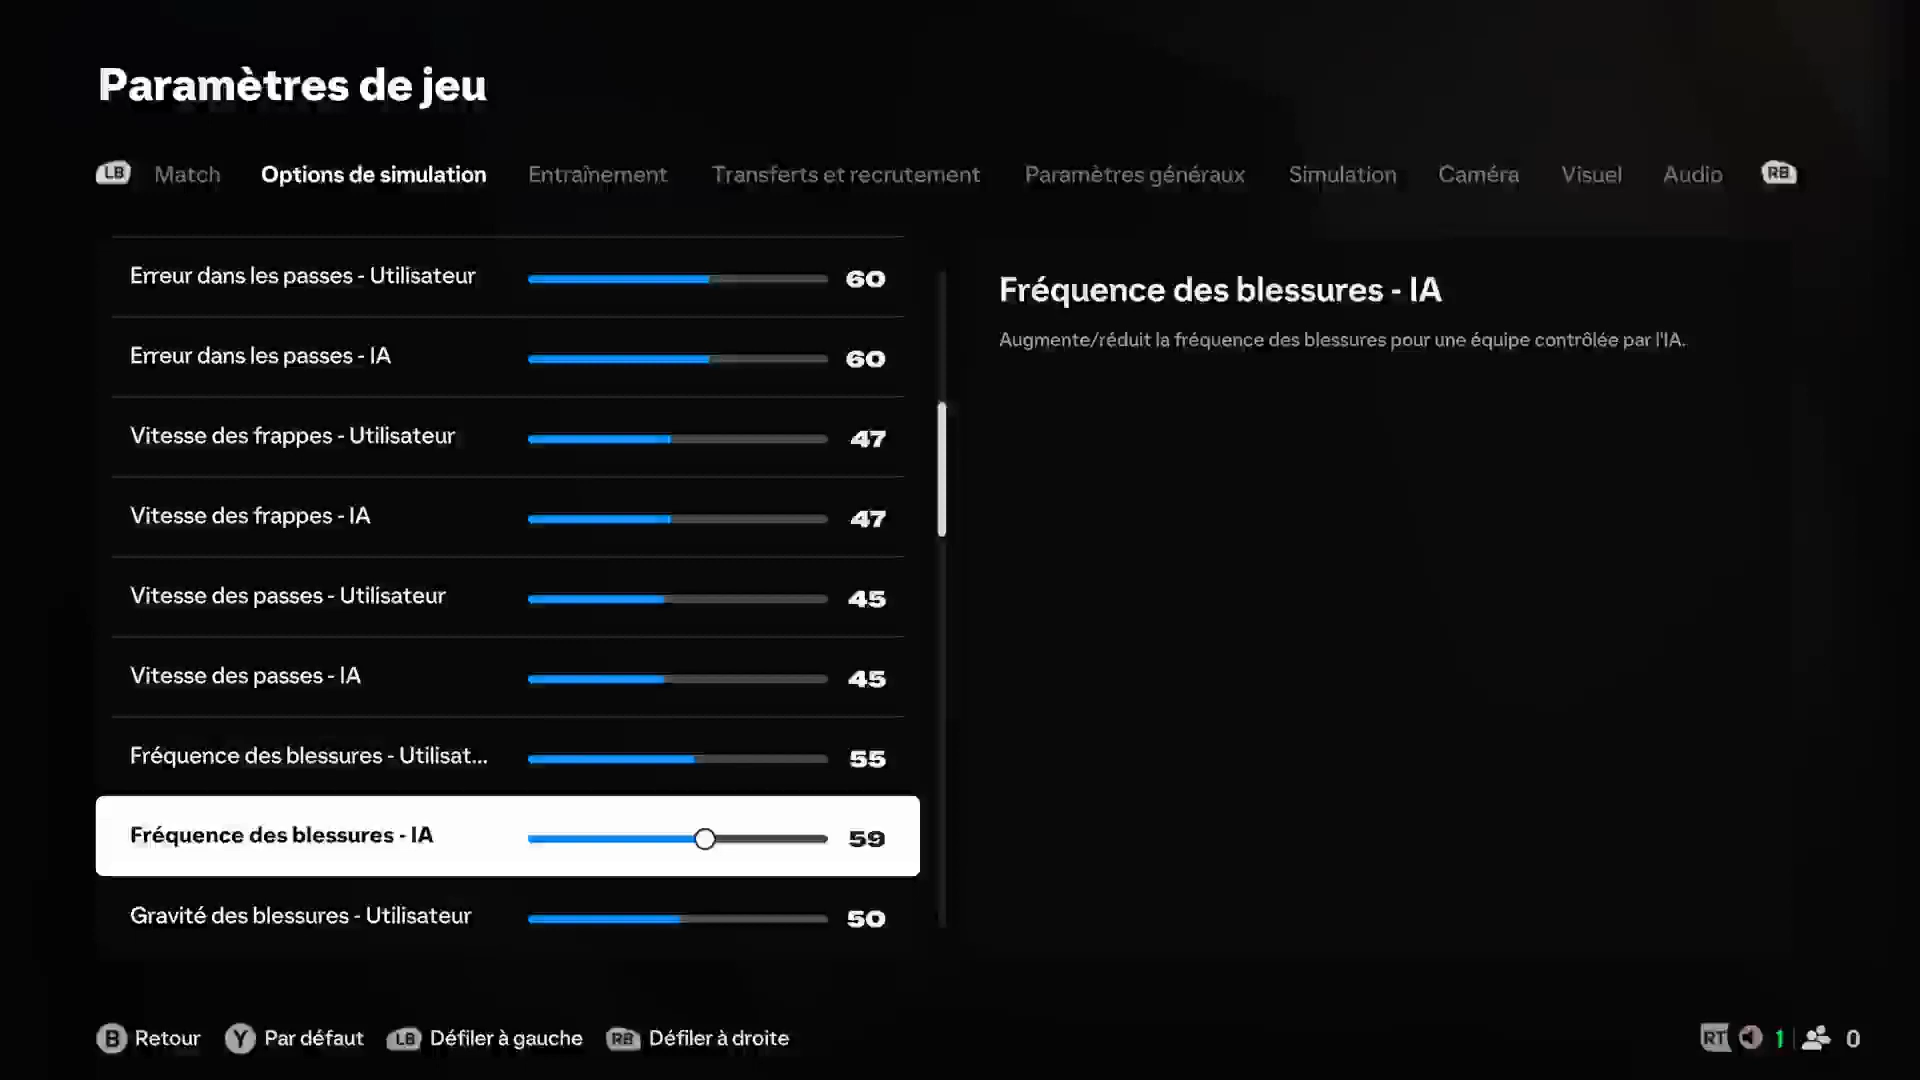 Paramètres de jeu
LB Match Options de simulation Entraînement Transferts et recrutement Paramètres généraux Simulation Caméra Visuel Audio RB
Erreur dans les passes - Utilisateur 60
Erreur dans les passes - IA 60
Vitesse des frappes - Utilisateur 47
Vitesse des frappes - IA 47
Vitesse des passes - Utilisateur 45
Vitesse des passes - IA 45
Fréquence des blessures - Utilisat... 55
Fréquence des blessures - IA 59
Gravité des blessures - Utilisateur 50
Fréquence des blessures - IA
Augmente/réduit la fréquence des blessures pour une équipe contrôlée par l'IA.
B Retour Y Par défaut LB Défiler à gauche RB Défiler à droite
RT 1 0